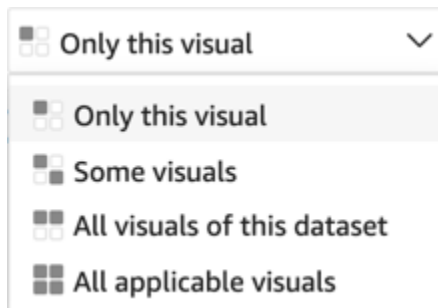 Only this visual
Only this visual
Some visuals
All visuals of this dataset
All applicable visuals